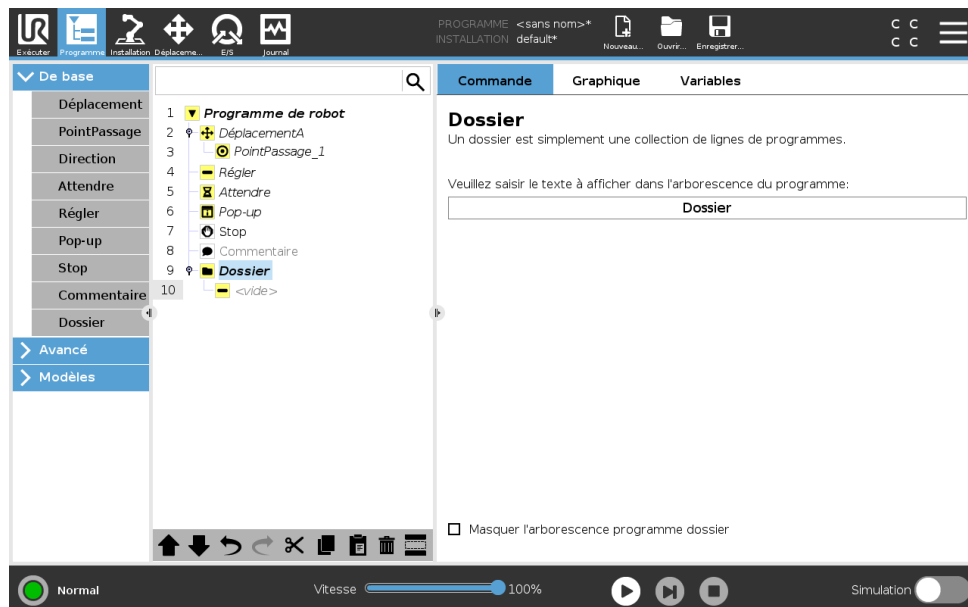 PROGRAMME <sans nom>*
INSTALLATION default*
UR
Exécuter
Programme
Installation
Déplaceme...
E/S
Journal
Nouveau...
Ouvrir...
Enregistrer...
C C
C C
De base
Déplacement
PointPassage
Direction
Attendre
Régler
Pop-up
Stop
Commentaire
Dossier
Avancé
Modèles
1 Programme de robot
2 DéplacementA
3 PointPassage_1
4 Régler
5 Attendre
6 Pop-up
7 Stop
8 Commentaire
9 Dossier
10 <vide>
Commande
Graphique
Variables
Dossier
Un dossier est simplement une collection de lignes de programmes.
Veuillez saisir le texte à afficher dans l'arborescence du programme:
Dossier
Masquer l'arborescence programme dossier
Normal
Vitesse
100%
Simulation